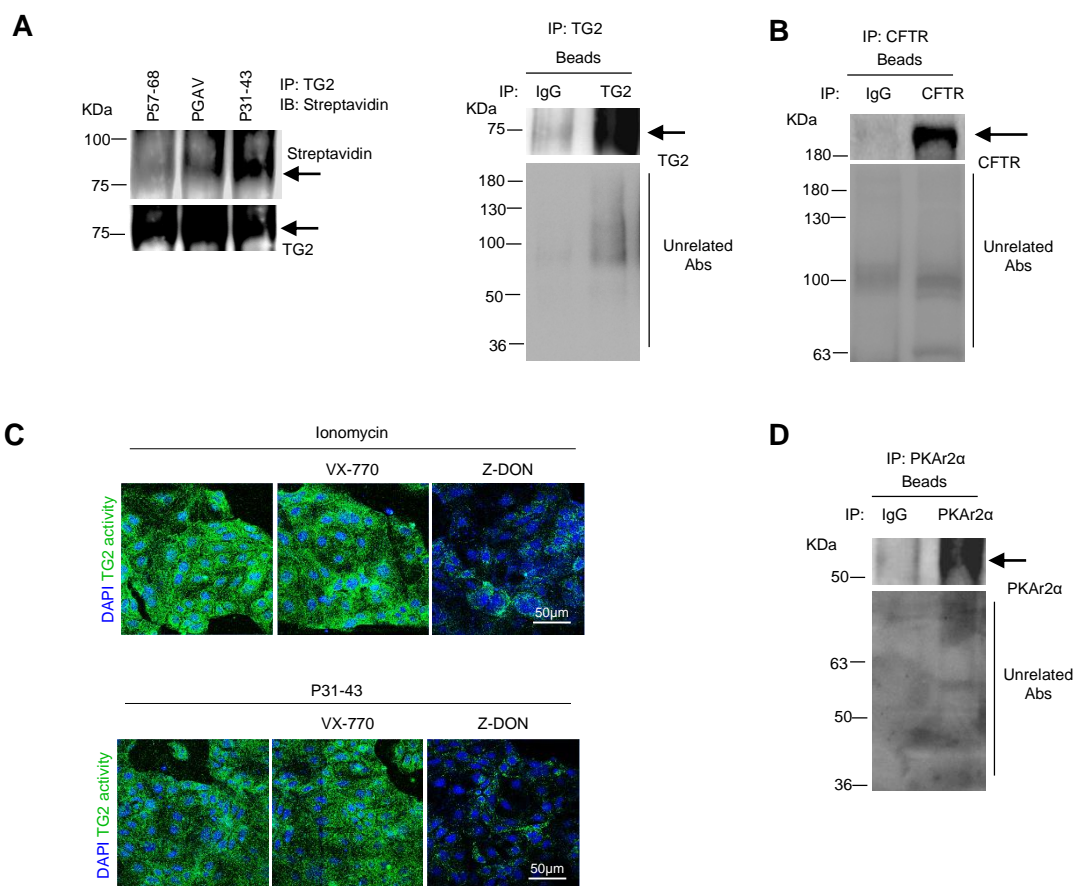 A
P57-68
PGAV
P31-43
IP: TG2
IB: Streptavidin
KDa
100
75
Streptavidin
75
TG2
IP: TG2
Beads
IP: IgG TG2
KDa
75
TG2
180
130
100
50
36
Unrelated
Abs
B
IP: CFTR
Beads
IP: IgG CFTR
KDa
180
CFTR
180
130
100
63
Unrelated
Abs
C
Ionomycin
VX-770 Z-DON
DAPI TG2 activity
50µm
P31-43
VX-770 Z-DON
DAPI TG2 activity
50µm
D
IP: PKAr2α
Beads
IP: IgG PKAr2α
KDa
50
PKAr2α
63
50
36
Unrelated
Abs